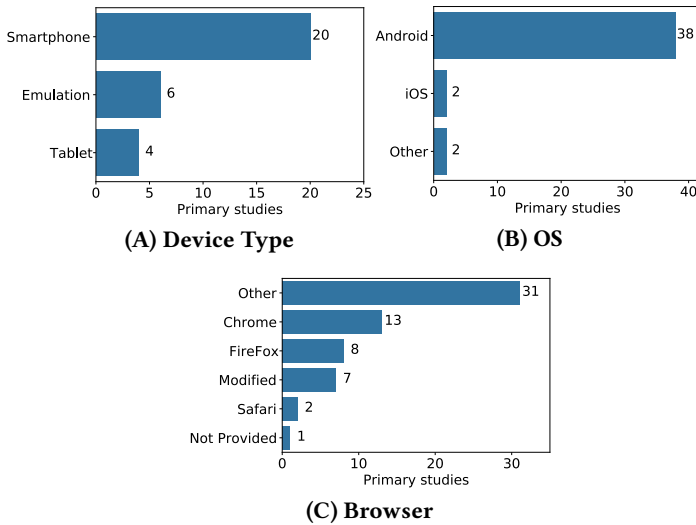 Smartphone 20
Emulation 6
Tablet 4
0 5 10 15 20 25
Primary studies
(A) Device Type
Android 38
iOS 2
Other 2
0 10 20 30 40
Primary studies
(B) OS
Other 31
Chrome 13
FireFox 8
Modified 7
Safari 2
Not Provided 1
0 10 20 30
Primary studies
(C) Browser